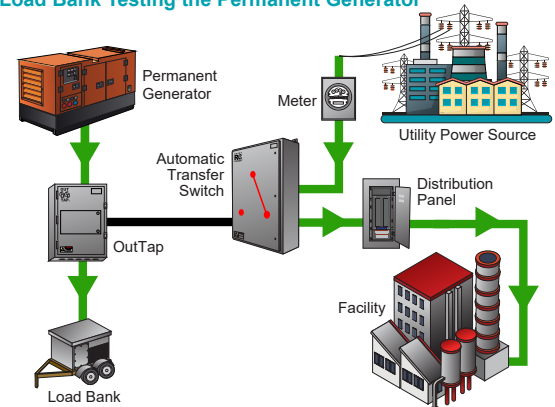 Load Bank Testing the Permanent Generator
Permanent
Generator
Meter
Utility Power Source
Automatic
Transfer
Switch
Distribution
Panel
OutTap
Facility
Load Bank